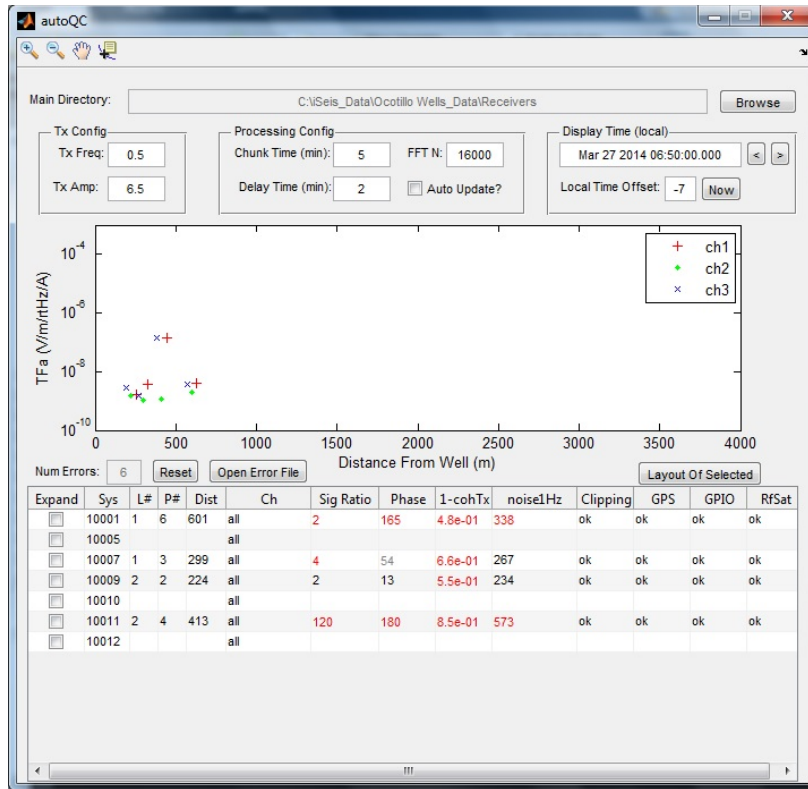 autoQC
Main Directory: C:\iSeis_Data\Ocotillo Wells_Data\Receivers Browse
Tx Config Processing Config Display Time (local)
Tx Freq: 0.5 Chunk Time (min): 5 FFT N: 16000 Mar 27 2014 06:50:00.000 < >
Tx Amp: 6.5 Delay Time (min): 2 Auto Update? Local Time Offset: -7 Now
TFa (V/m/rtHz/A)
10^-4
10^-6
10^-8
10^-10
ch1
ch2
ch3
0 500 1000 1500 2000 2500 3000 3500 4000
Distance From Well (m)
Num Errors: 6 Reset Open Error File Layout Of Selected
Expand Sys L# P# Dist Ch Sig Ratio Phase 1-cohTx noise1Hz Clipping GPS GPIO RfSat
10001 1 6 601 all 2 165 4.8e-01 338 ok ok ok ok
10005 all
10007 1 3 299 all 4 54 6.6e-01 267 ok ok ok ok
10009 2 2 224 all 2 13 5.5e-01 234 ok ok ok ok
10010 all
10011 2 4 413 all 120 180 8.5e-01 573 ok ok ok ok
10012 all